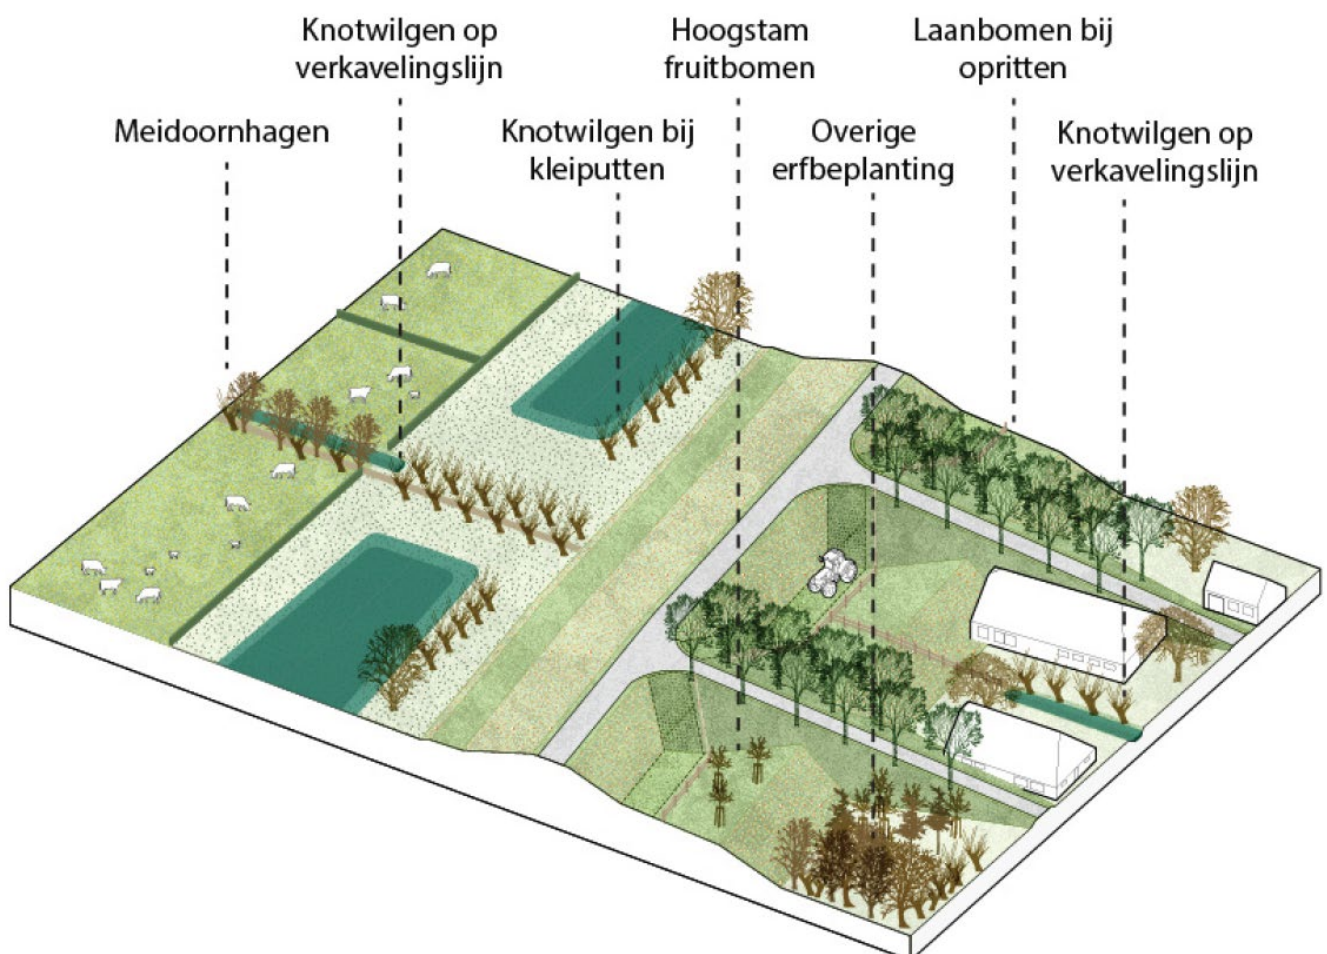 Knotwilgen op
verkavelingslijn
Hoogstam
fruitbomen
Laanbomen bij
opritten
Meidoornhagen
Knotwilgen bij
kleiputten
Overige
erfbeplanting
Knotwilgen op
verkavelingslijn